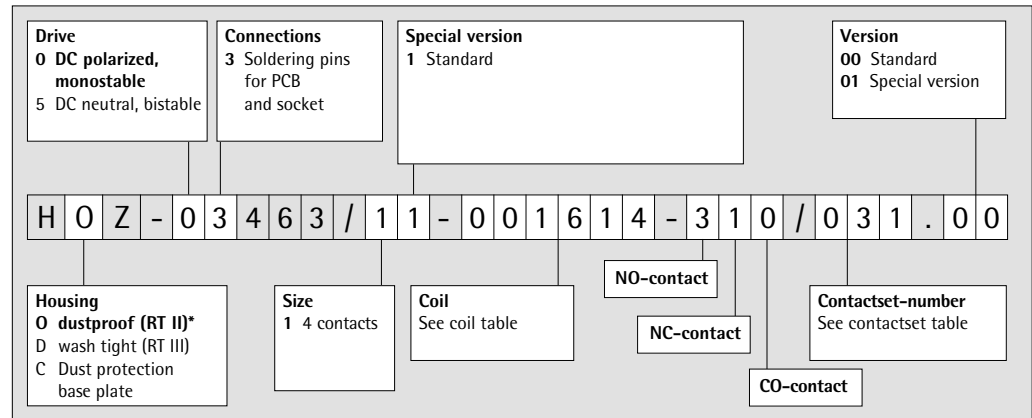 Drive
0 DC polarized,
monostable
5 DC neutral, bistable
Connections
3 Soldering pins
for PCB
and socket
Special version
1 Standard
Version
00 Standard
01 Special version
H O Z - 0 3 4 6 3 / 1 1 - 0 0 1 6 1 4 - 3 1 0 / 0 3 1 . 0 0
Housing
O dustproof (RT II)*
D wash tight (RT III)
C Dust protection
base plate
Size
1 4 contacts
Coil
See coil table
NO-contact
NC-contact
CO-contact
Contactset-number
See contactset table